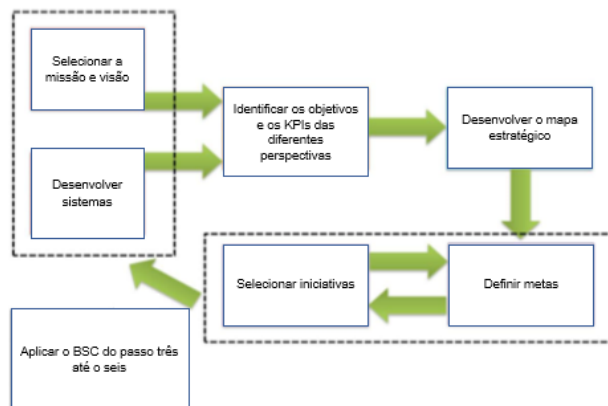 Selecionar a
missão e visão
Identificar os objetivos
e os KPIs das
diferentes
perspectivas
Desenvolver o mapa
estratégico
Desenvolver
sistemas
Selecionar iniciativas
Definir metas
Aplicar o BSC do passo três
até o seis